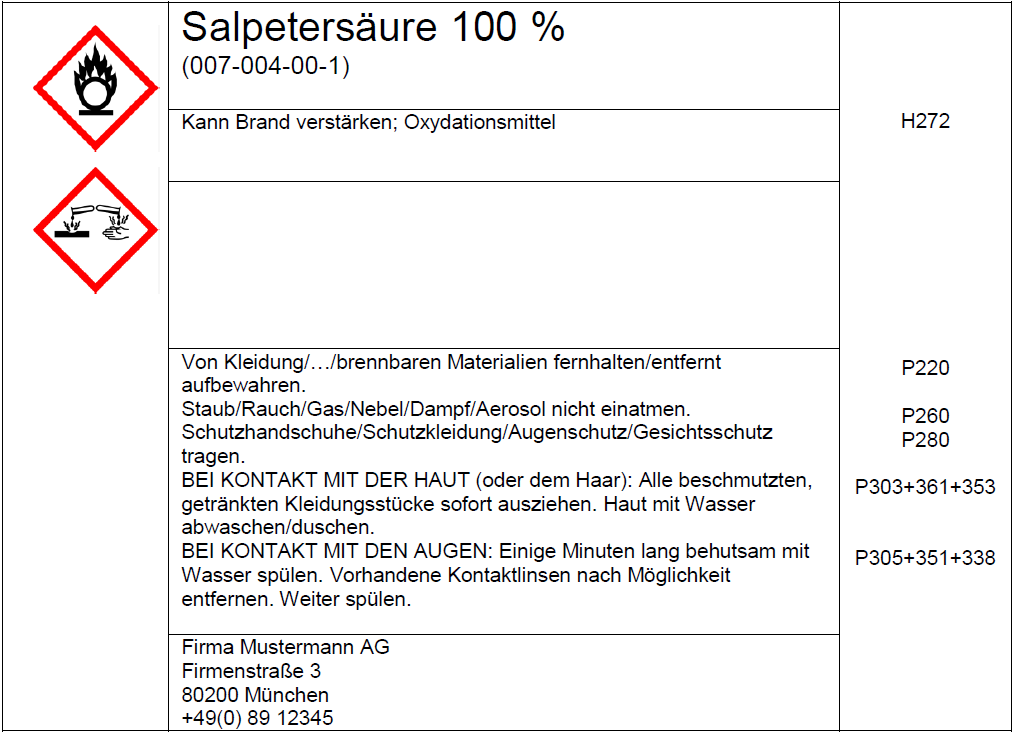 Salpetersäure 100 %
(007-004-00-1)
Kann Brand verstärken; Oxydationsmittel
H272
Von Kleidung/…/brennbaren Materialien fernhalten/entfernt
aufbewahren.
P220
Staub/Rauch/Gas/Nebel/Dampf/Aerosol nicht einatmen.
P260
Schutzhandschuhe/Schutzkleidung/Augenschutz/Gesichtsschutz
tragen.
P280
BEI KONTAKT MIT DER HAUT (oder dem Haar): Alle beschmutzten,
getränkten Kleidungsstücke sofort ausziehen. Haut mit Wasser
abwaschen/duschen.
P303+361+353
BEI KONTAKT MIT DEN AUGEN: Einige Minuten lang behutsam mit
Wasser spülen. Vorhandene Kontaktlinsen nach Möglichkeit
entfernen. Weiter spülen.
P305+351+338
Firma Mustermann AG
Firmenstraße 3
80200 München
+49(0) 89 12345